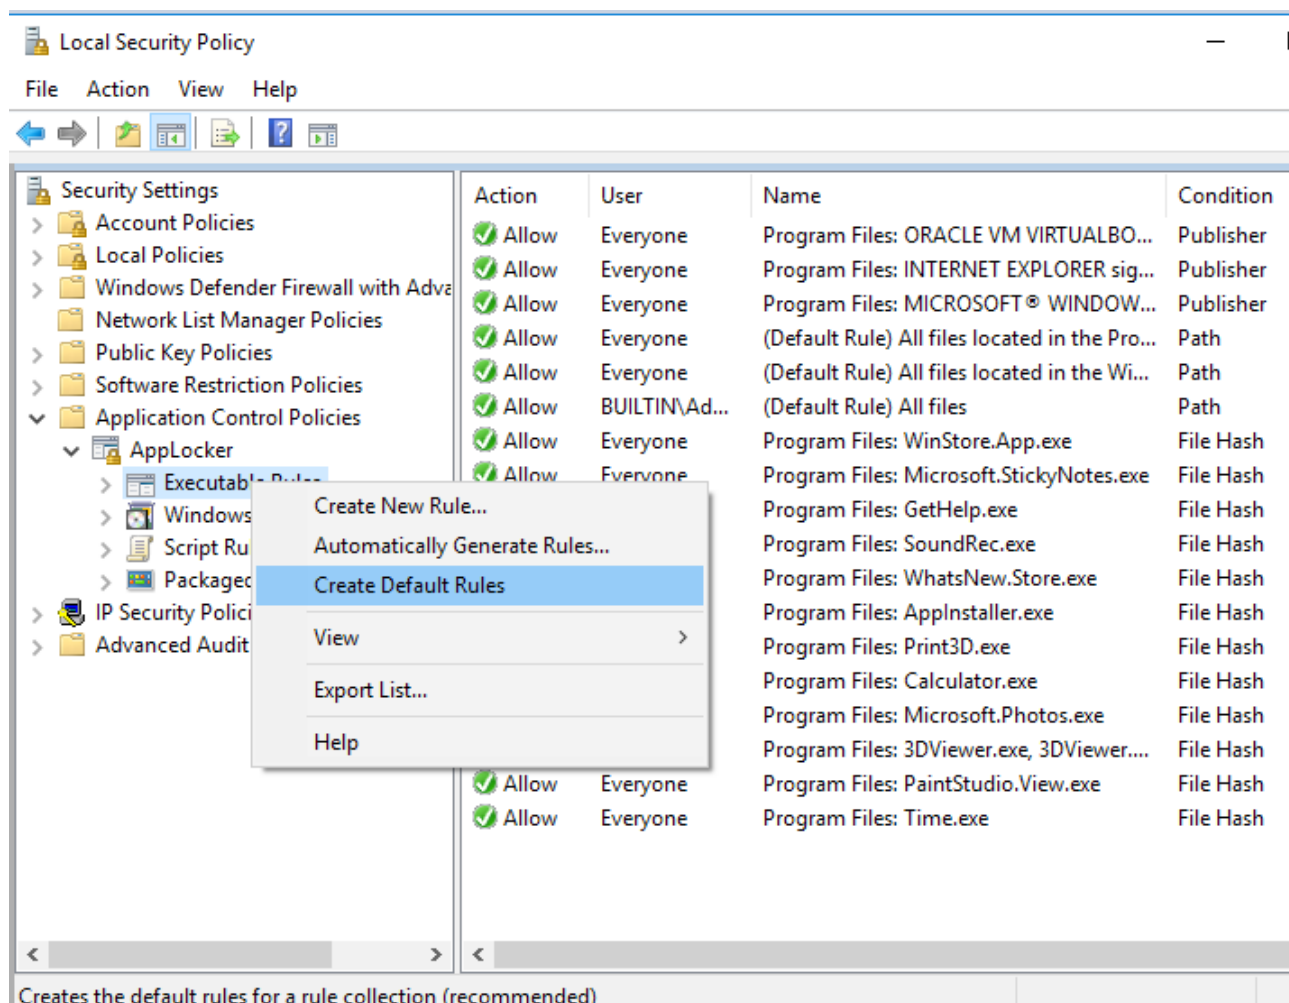 Local Security Policy
File Action View Help
Security Settings
Account Policies
Local Policies
Windows Defender Firewall with Adva
Network List Manager Policies
Public Key Policies
Software Restriction Policies
Application Control Policies
AppLocker
Executable Rules
Windows
Script Ru
Packaged
IP Security Polici
Advanced Audit
Create New Rule...
Automatically Generate Rules...
Create Default Rules
View
Export List...
Help
Action User Name Condition
Allow Everyone Program Files: ORACLE VM VIRTUALBO... Publisher
Allow Everyone Program Files: INTERNET EXPLORER sig... Publisher
Allow Everyone Program Files: MICROSOFT® WINDOW... Publisher
Allow Everyone (Default Rule) All files located in the Pro... Path
Allow Everyone (Default Rule) All files located in the Wi... Path
Allow BUILTIN\Ad... (Default Rule) All files Path
Allow Everyone Program Files: WinStore.App.exe File Hash
Allow Everyone Program Files: Microsoft.StickyNotes.exe File Hash
Program Files: GetHelp.exe File Hash
Program Files: SoundRec.exe File Hash
Program Files: WhatsNew.Store.exe File Hash
Program Files: AppInstaller.exe File Hash
Program Files: Print3D.exe File Hash
Program Files: Calculator.exe File Hash
Program Files: Microsoft.Photos.exe File Hash
Program Files: 3DViewer.exe, 3DViewer.... File Hash
Allow Everyone Program Files: PaintStudio.View.exe File Hash
Allow Everyone Program Files: Time.exe File Hash
Creates the default rules for a rule collection (recommended)